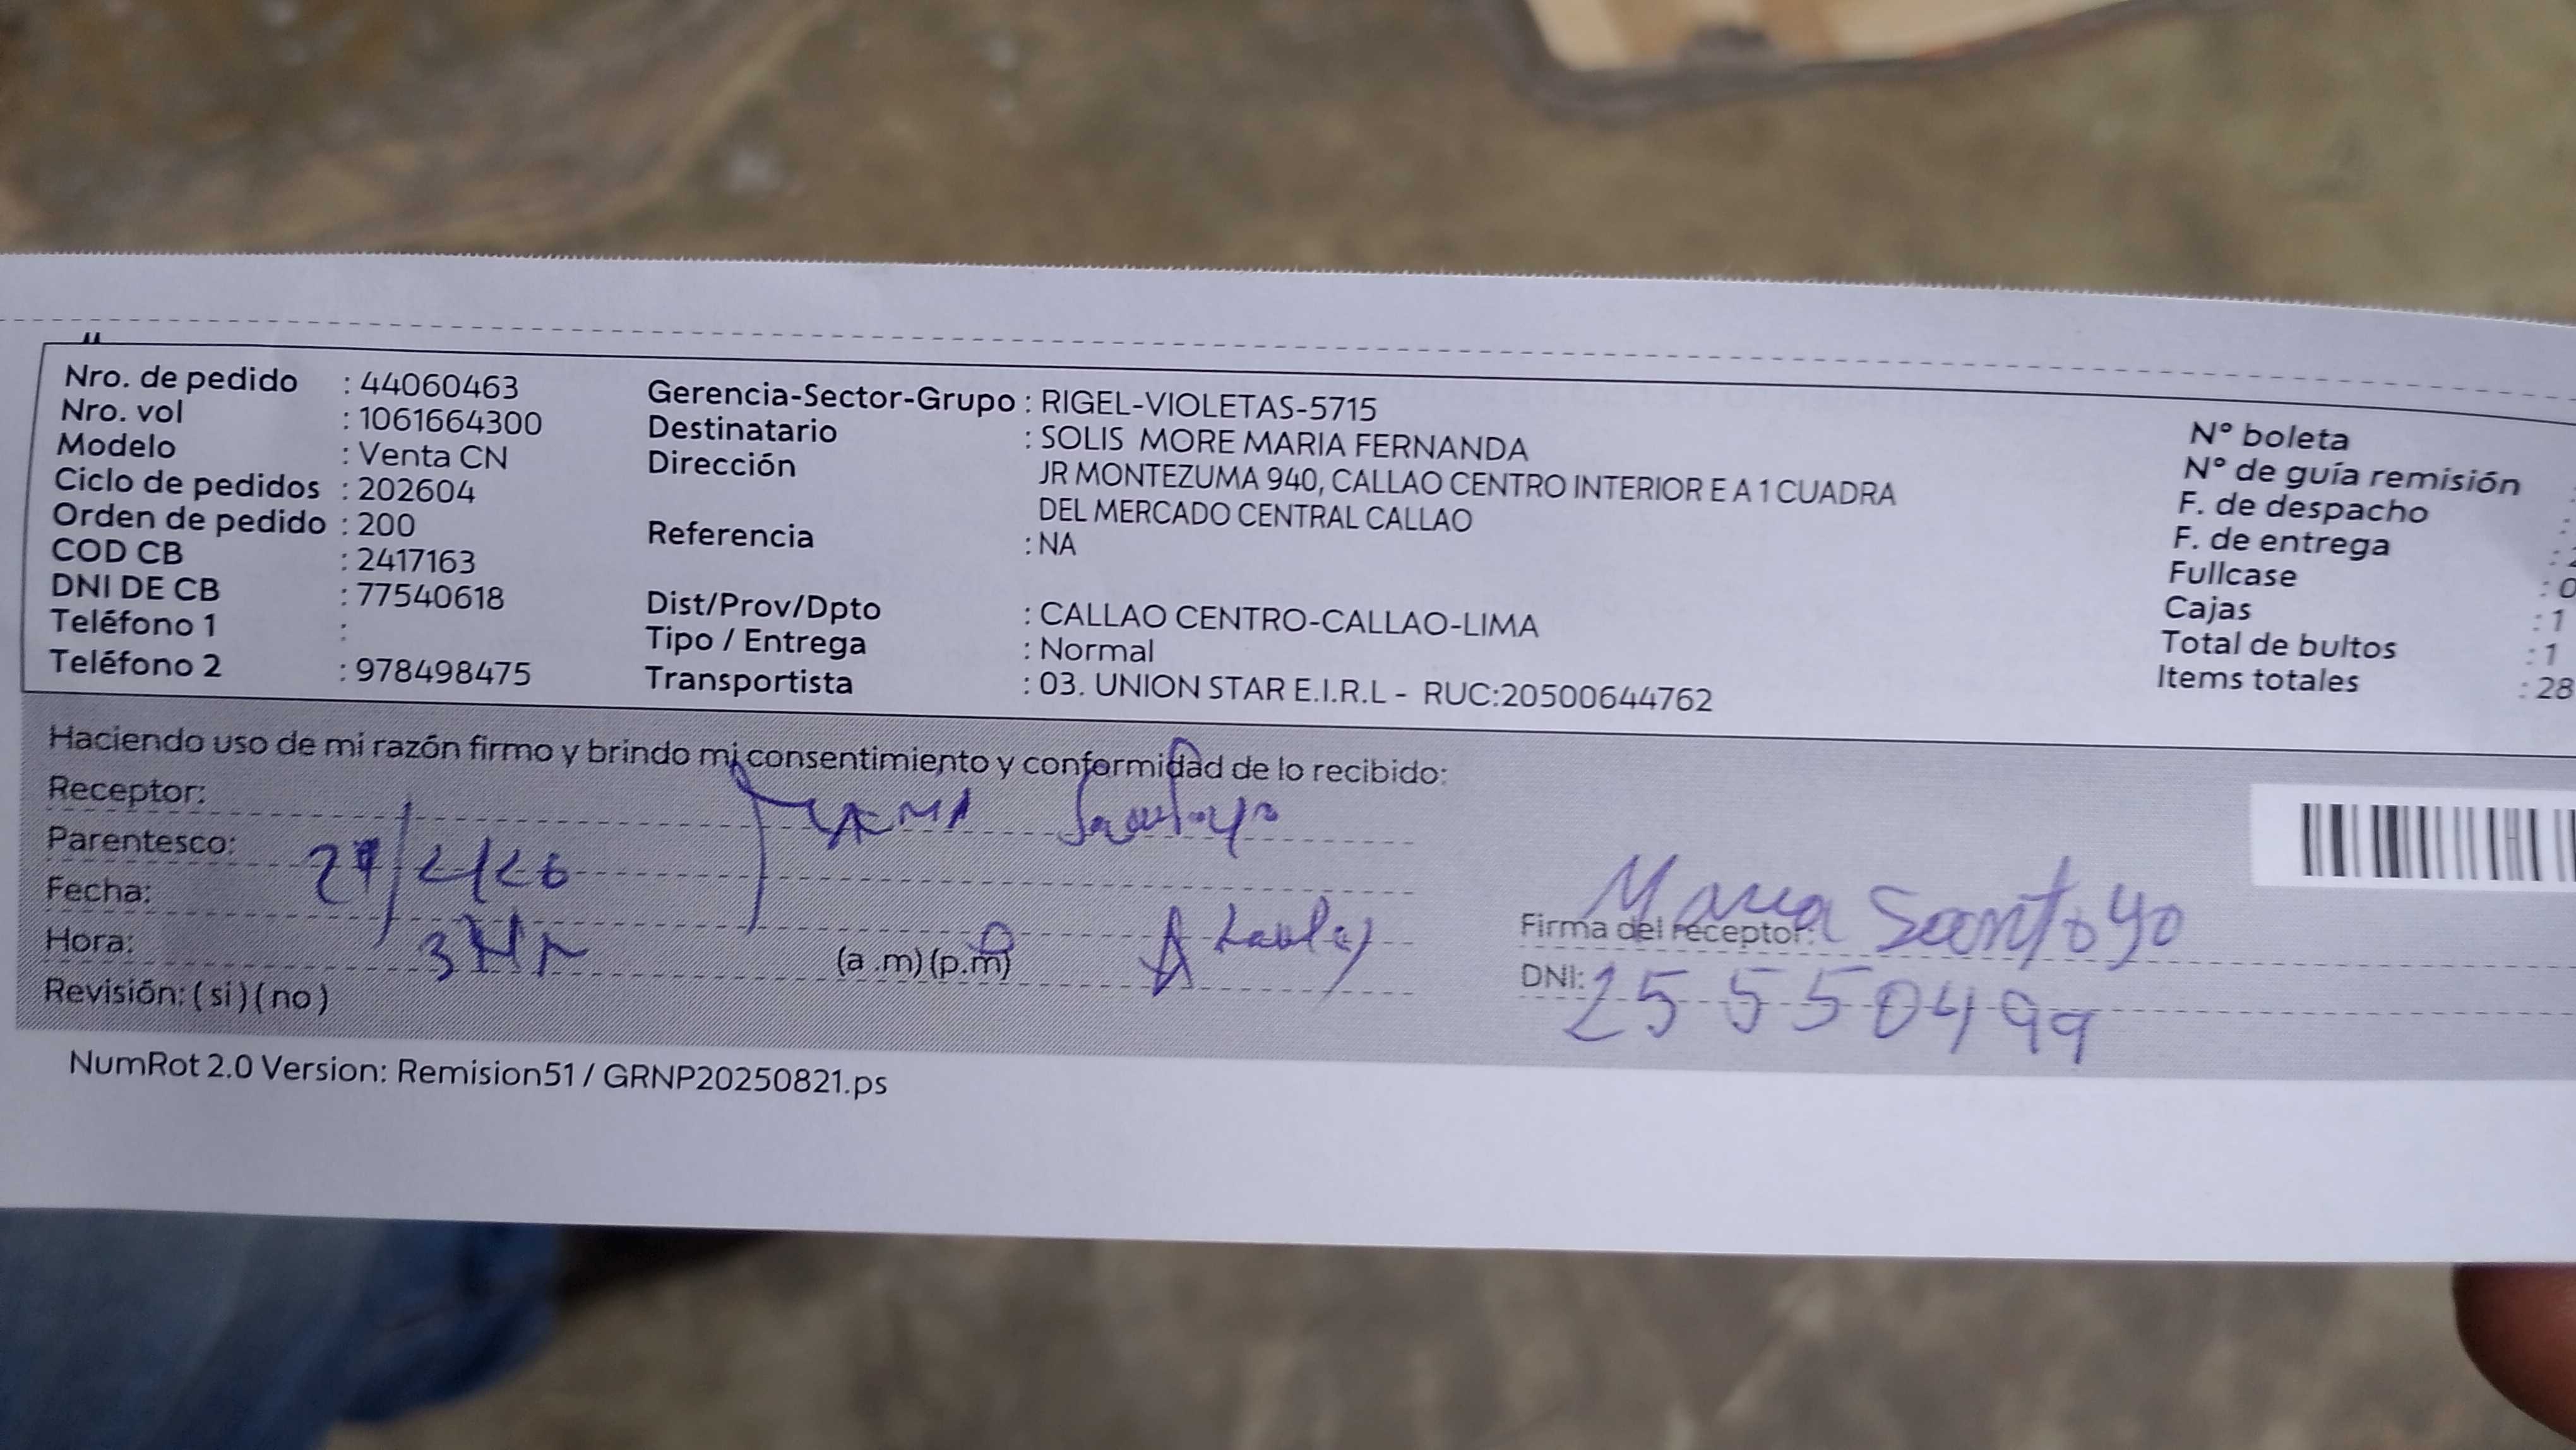 Nro. de pedido : 44060463
Nro. vol : 1061664300
Modelo : Venta CN
Ciclo de pedidos : 202604
Orden de pedido : 200
COD CB : 2417163
DNI DE CB : 77540618
Teléfono 1 :
Teléfono 2 : 978498475
Gerencia-Sector-Grupo : RIGEL-VIOLETAS-5715
Destinatario : SOLIS MORE MARIA FERNANDA
Dirección JR MONTEZUMA 940, CALLAO CENTRO INTERIOR E A 1 CUADRA
DEL MERCADO CENTRAL CALLAO
Referencia : NA
Dist/Prov/Dpto : CALLAO CENTRO-CALLAO-LIMA
Tipo / Entrega : Normal
Transportista : 03. UNION STAR E.I.R.L - RUC:20500644762
N° boleta
N° de guía remisión
F. de despacho
F. de entrega
Fullcase : 0
Cajas : 1
Total de bultos : 1
Items totales : 28
Haciendo uso de mi razón firmo y brindo mi consentimiento y conformidad de lo recibido:
Receptor: Santoyo
Parentesco:
Fecha:
Hora: (a .m) (p.m)
Revisión: ( si ) ( no )
Firma del receptor: Maria Santoyo
DNI: 25550499
NumRot 2.0 Version: Remision51 / GRNP20250821.ps